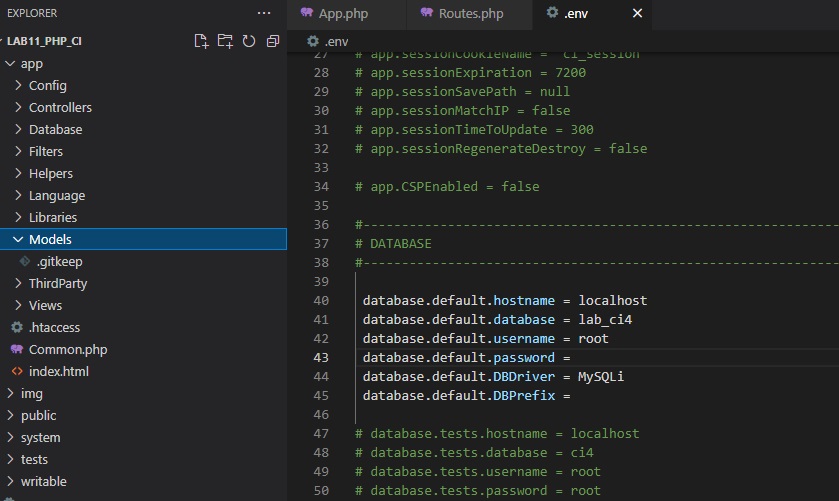 EXPLORER
LAB11_PHP_CI
app
Config
Controllers
Database
Filters
Helpers
Language
Libraries
Models
.gitkeep
ThirdParty
Views
.htaccess
Common.php
index.html
img
public
system
tests
writable
App.php
Routes.php
.env
.env
27 # app.sessionCookieName = 'ci_session'
28 # app.sessionExpiration = 7200
29 # app.sessionSavePath = null
30 # app.sessionMatchIP = false
31 # app.sessionTimeToUpdate = 300
32 # app.sessionRegenerateDestroy = false
33
34 # app.CSPEnabled = false
35
36 #--------------------------------------------------------------
37 # DATABASE
38 #--------------------------------------------------------------
39
40 database.default.hostname = localhost
41 database.default.database = lab_ci4
42 database.default.username = root
43 database.default.password =
44 database.default.DBDriver = MySQLi
45 database.default.DBPrefix =
46
47 # database.tests.hostname = localhost
48 # database.tests.database = ci4
49 # database.tests.username = root
50 # database.tests.password = root